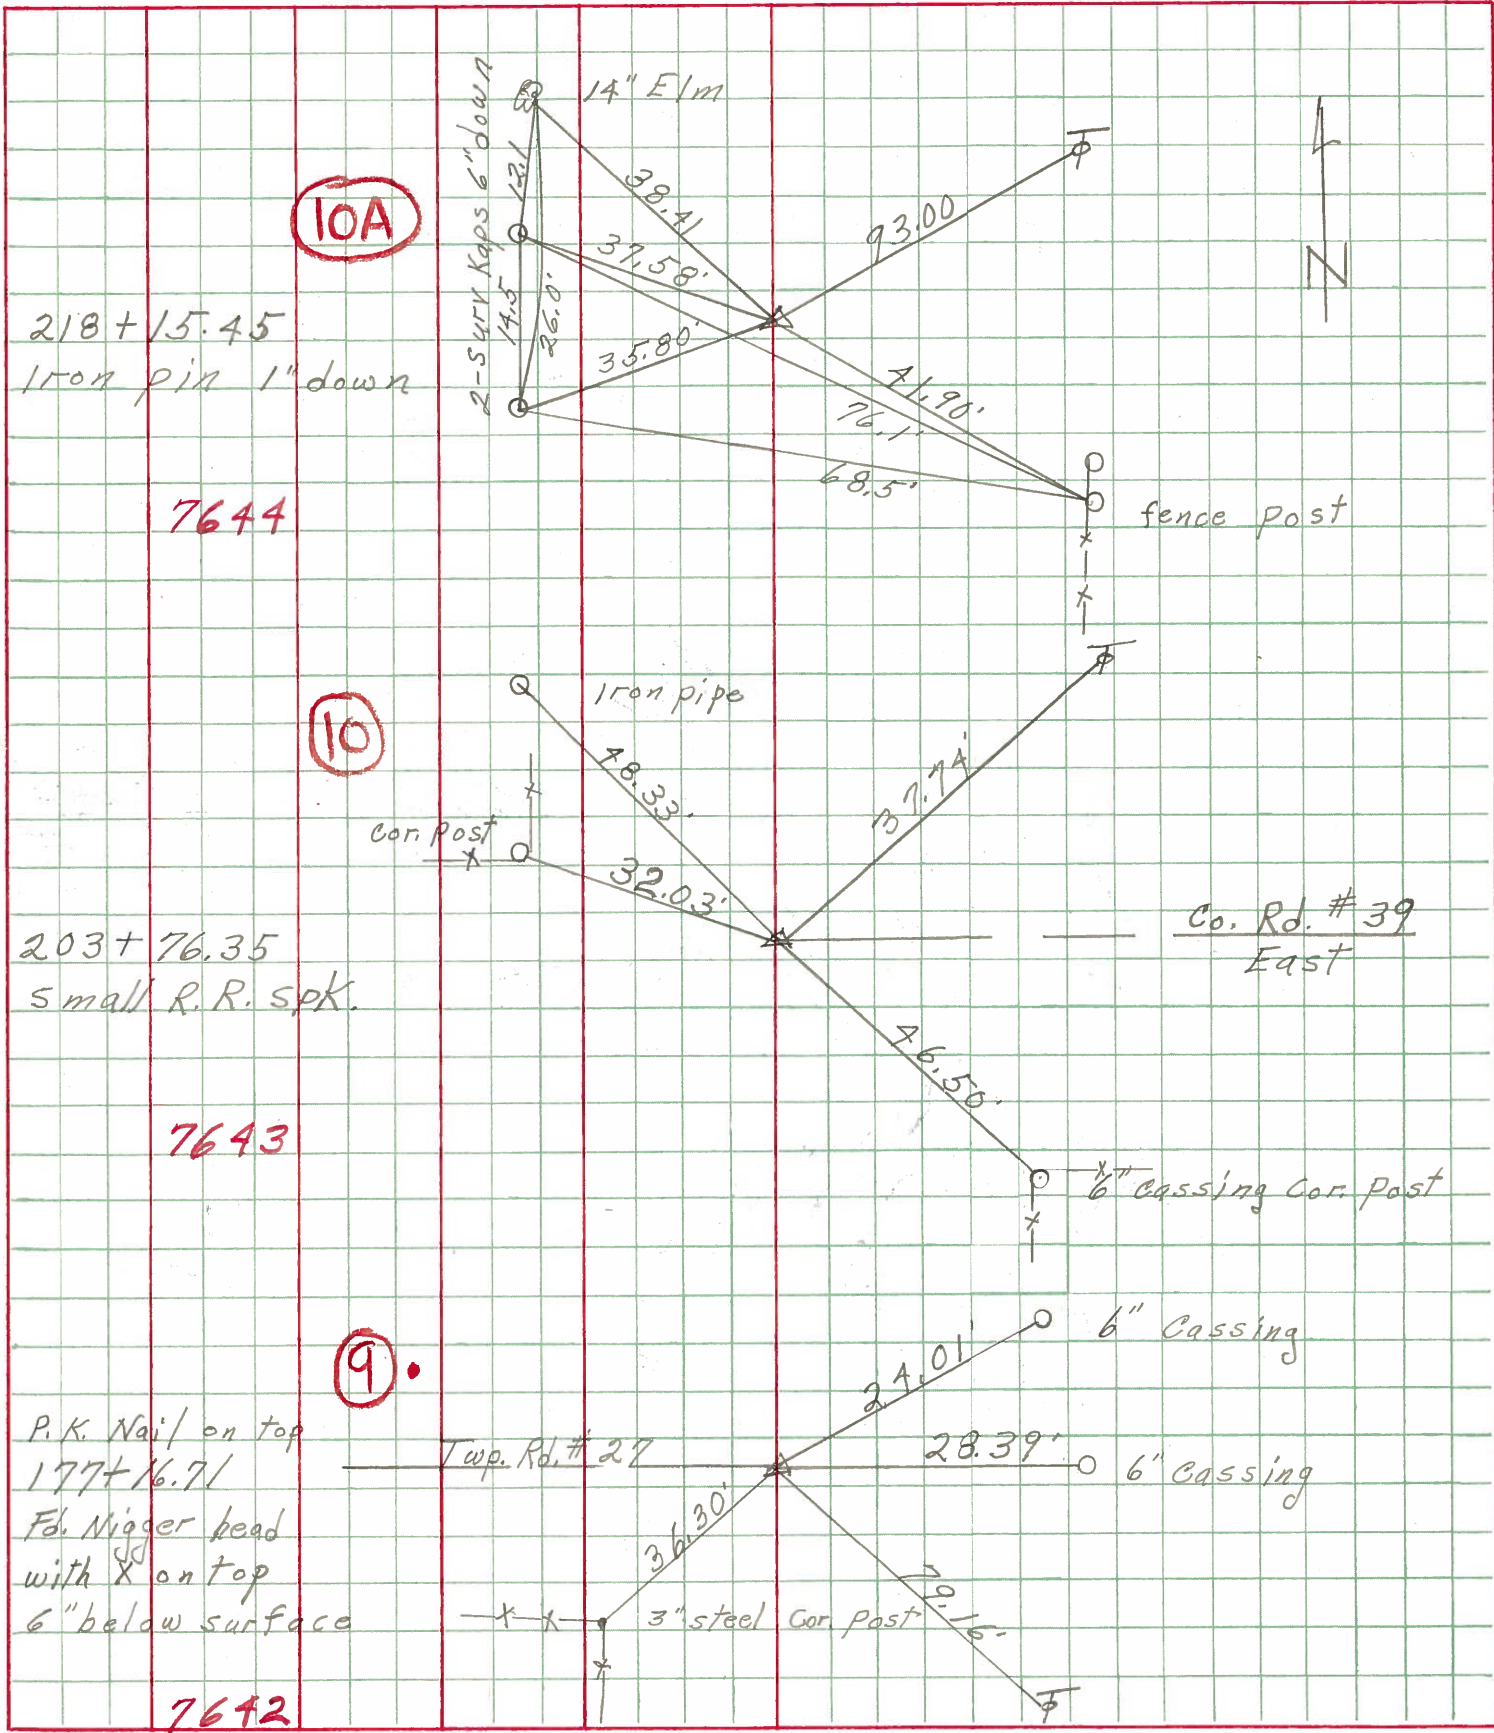 14" Elm
2-Surv Kaps 6" down
12.1
38.41
93.00
10A
37.58'
14.5
26.0'
N
218 + 15.45
Iron pin 1" down
35.80'
41.90'
76.1'
68.5'
7644
fence post
Iron pipe
10
48.33'
37.74'
Cor. Post
32.03'
Co. Rd. # 39
East
203 + 76.35
small R.R. spk.
46.50'
7643
6" Cassing Cor. Post
6" Cassing
24.01'
9.
P.K. Nail on top
Twp. Rd. # 27
28.39'
6" Cassing
177+16.71
36.30'
Fd. Nigger head
with X on top
79.16'
6" below surface
3" steel Cor. Post
7642